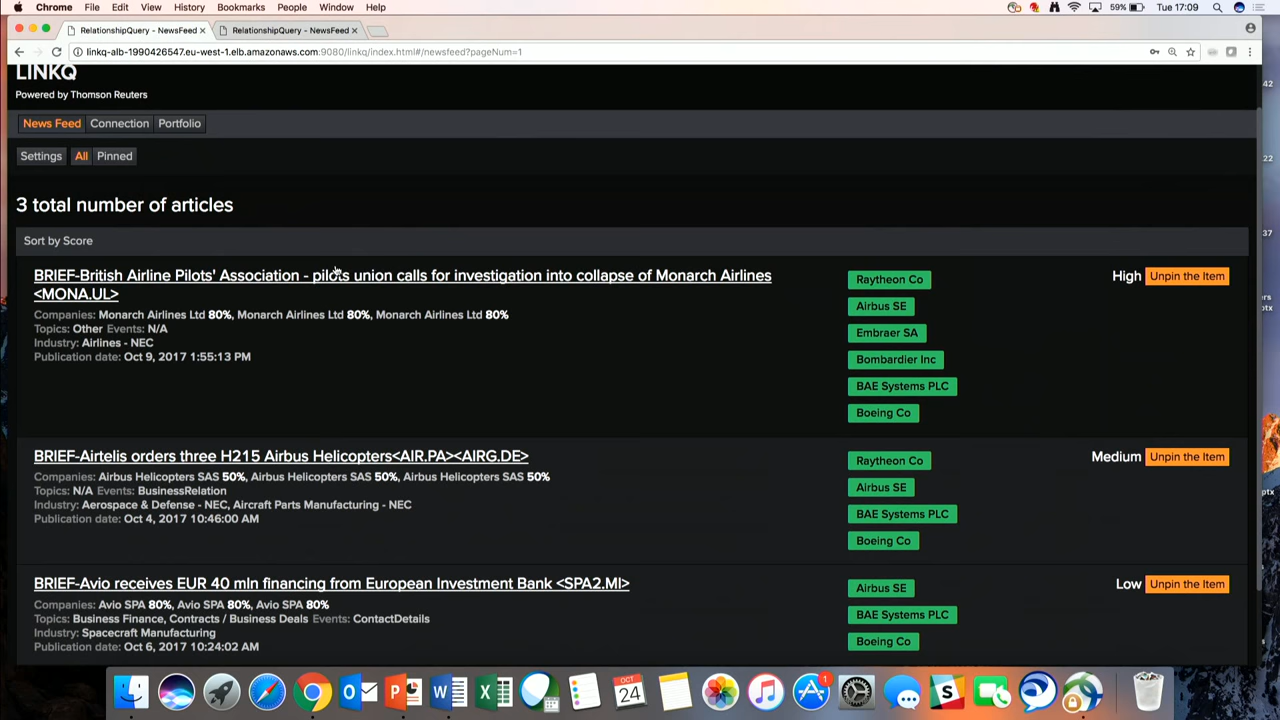 Chrome File Edit View History Bookmarks People Window Help 59% Tue 17:09
RelationshipQuery - NewsFeed × RelationshipQuery - NewsFeed ×
linkq-alb-1990426547.eu-west-1.elb.amazonaws.com:9080/linkq/index.html#/newsfeed?pageNum=1
LINKQ
Powered by Thomson Reuters
News Feed Connection Portfolio
Settings All Pinned
3 total number of articles
Sort by Score
BRIEF-British Airline Pilots' Association - pilots union calls for investigation into collapse of Monarch Airlines
<MONA.UL>
Companies: Monarch Airlines Ltd 80%, Monarch Airlines Ltd 80%, Monarch Airlines Ltd 80%
Topics: Other Events: N/A
Industry: Airlines - NEC
Publication date: Oct 9, 2017 1:55:13 PM
Raytheon Co
Airbus SE
Embraer SA
Bombardier Inc
BAE Systems PLC
Boeing Co
High Unpin the Item
BRIEF-Airtelis orders three H215 Airbus Helicopters<AIR.PA><AIRG.DE>
Companies: Airbus Helicopters SAS 50%, Airbus Helicopters SAS 50%, Airbus Helicopters SAS 50%
Topics: N/A Events: BusinessRelation
Industry: Aerospace & Defense - NEC, Aircraft Parts Manufacturing - NEC
Publication date: Oct 4, 2017 10:46:00 AM
Raytheon Co
Airbus SE
BAE Systems PLC
Boeing Co
Medium Unpin the Item
BRIEF-Avio receives EUR 40 mln financing from European Investment Bank <SPA2.MI>
Companies: Avio SPA 80%, Avio SPA 80%, Avio SPA 80%
Topics: Business Finance, Contracts / Business Deals Events: ContactDetails
Industry: Spacecraft Manufacturing
Publication date: Oct 6, 2017 10:24:02 AM
Airbus SE
BAE Systems PLC
Boeing Co
Low Unpin the Item
42
22
37
OCT
24
1